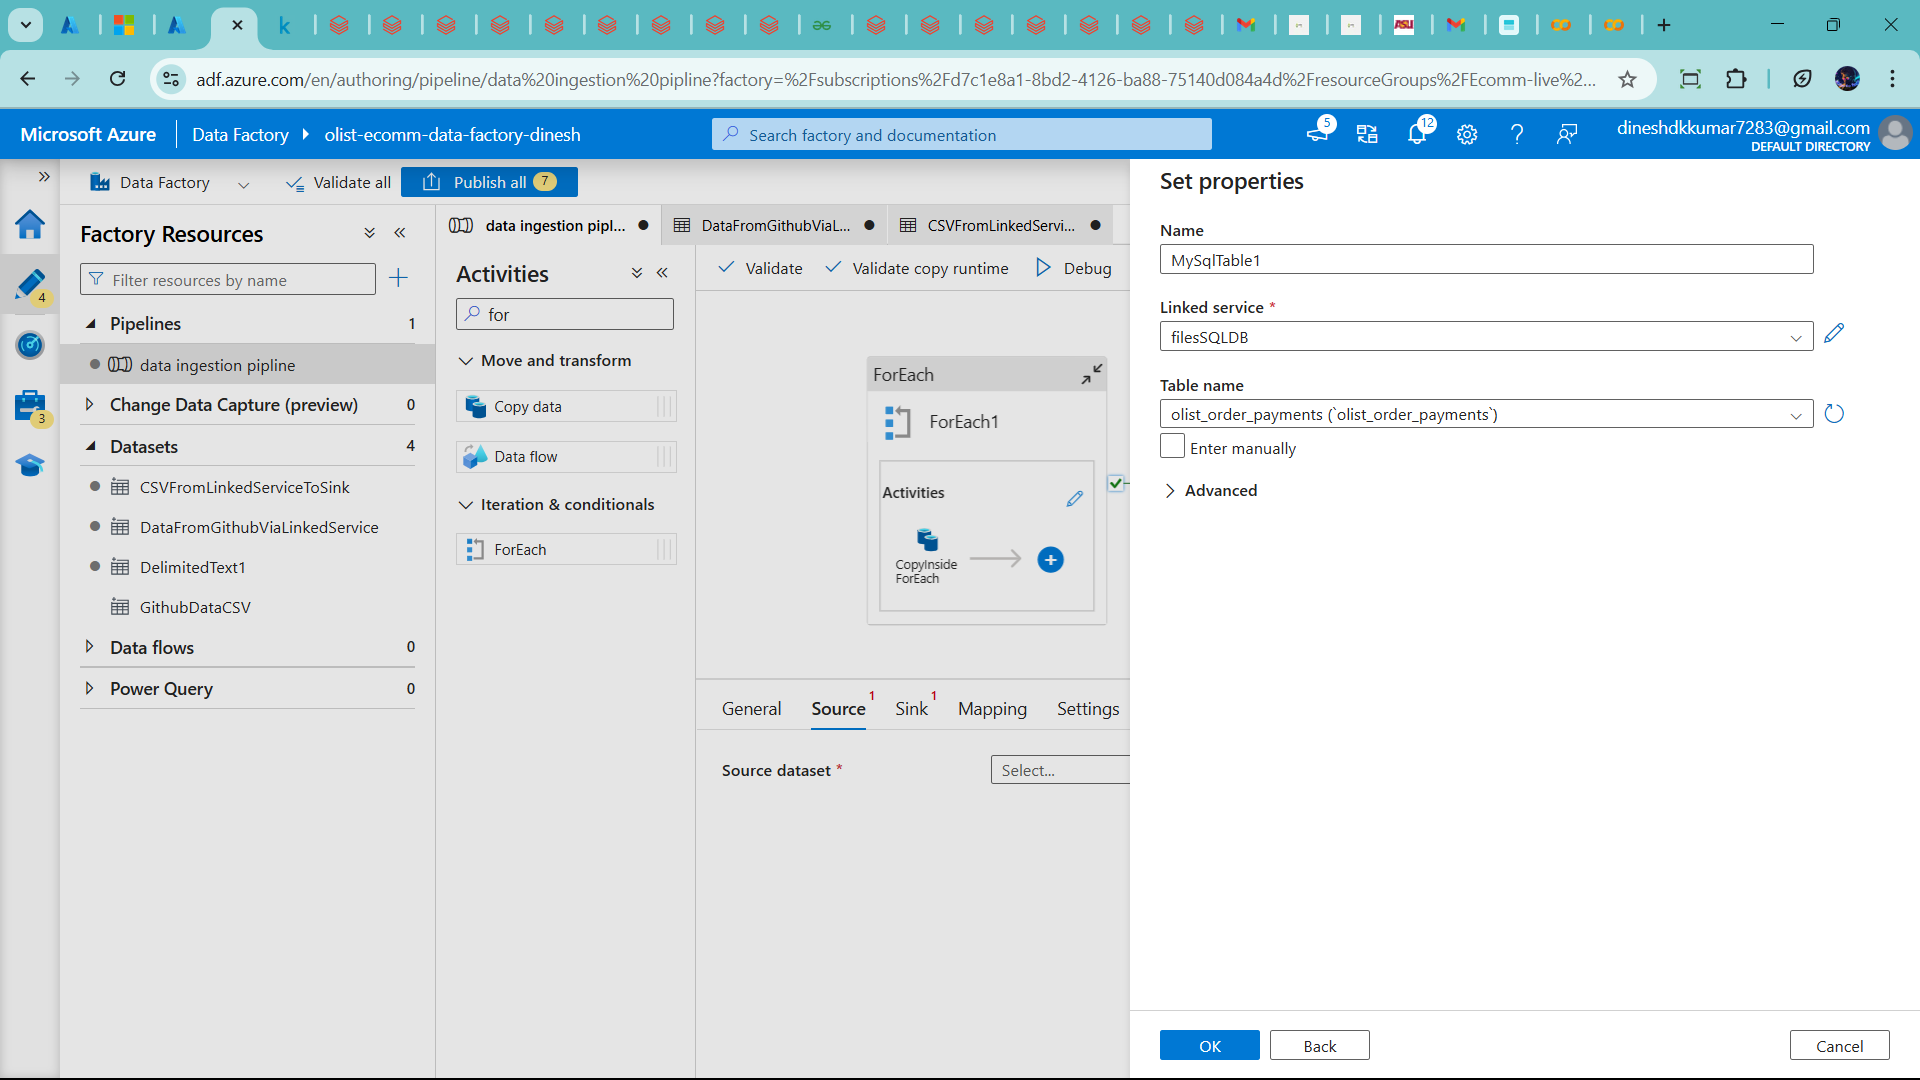 adf.azure.com/en/authoring/pipeline/data%20ingestion%20pipline?factory=%2Fsubscriptions%2Fd7c1e8a1-8bd2-4126-ba88-75140d084a4d%2FresourceGroups%2FEcomm-live%2...
Microsoft Azure
Data Factory
olist-ecomm-data-factory-dinesh
Search factory and documentation
5
12
dineshdkkumar7283@gmail.com
DEFAULT DIRECTORY
Data Factory
Validate all
Publish all
7
4
3
Factory Resources
Filter resources by name
Pipelines 1
data ingestion pipline
Change Data Capture (preview) 0
Datasets 4
CSVFromLinkedServiceToSink
DataFromGithubViaLinkedService
DelimitedText1
GithubDataCSV
Data flows 0
Power Query 0
data ingestion pipl...
DataFromGithubViaL...
CSVFromLinkedServi...
Activities
for
Move and transform
Copy data
Data flow
Iteration & conditionals
ForEach
Validate
Validate copy runtime
Debug
ForEach
ForEach1
Activities
CopyInside
ForEach
General
Source 1
Sink 1
Mapping
Settings
Source dataset *
Select...
Set properties
Name
MySqlTable1
Linked service *
filesSQLDB
Table name
olist_order_payments (`olist_order_payments`)
Enter manually
Advanced
OK
Back
Cancel